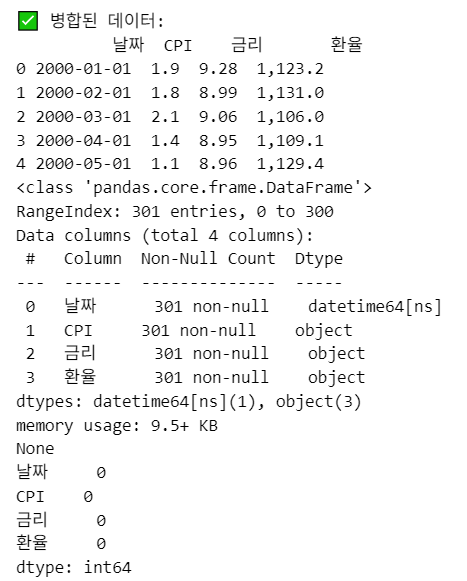 ✅ 병합된 데이터:
날짜 CPI 금리 환율
0 2000-01-01 1.9 9.28 1,123.2
1 2000-02-01 1.8 8.99 1,131.0
2 2000-03-01 2.1 9.06 1,106.0
3 2000-04-01 1.4 8.95 1,109.1
4 2000-05-01 1.1 8.96 1,129.4
<class 'pandas.core.frame.DataFrame'>
RangeIndex: 301 entries, 0 to 300
Data columns (total 4 columns):
# Column Non-Null Count Dtype
--- ------ -------------- -----
0 날짜 301 non-null datetime64[ns]
1 CPI 301 non-null object
2 금리 301 non-null object
3 환율 301 non-null object
dtypes: datetime64[ns](1), object(3)
memory usage: 9.5+ KB
None
날짜 0
CPI 0
금리 0
환율 0
dtype: int64